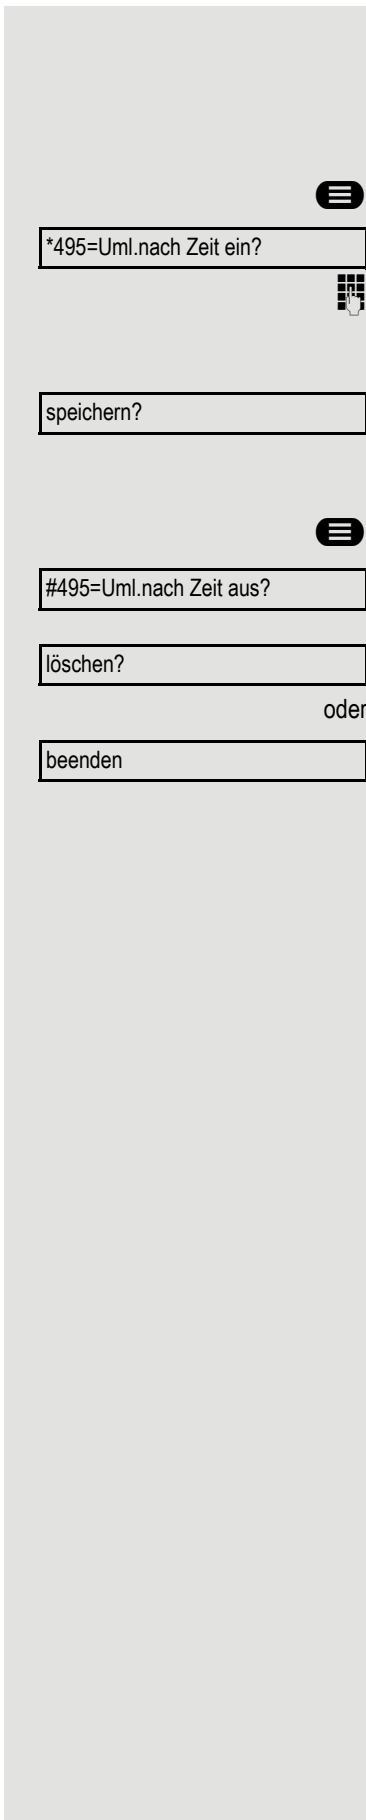 *495=Uml.nach Zeit ein?
speichern?
#495=Uml.nach Zeit aus?
löschen?
oder
beenden